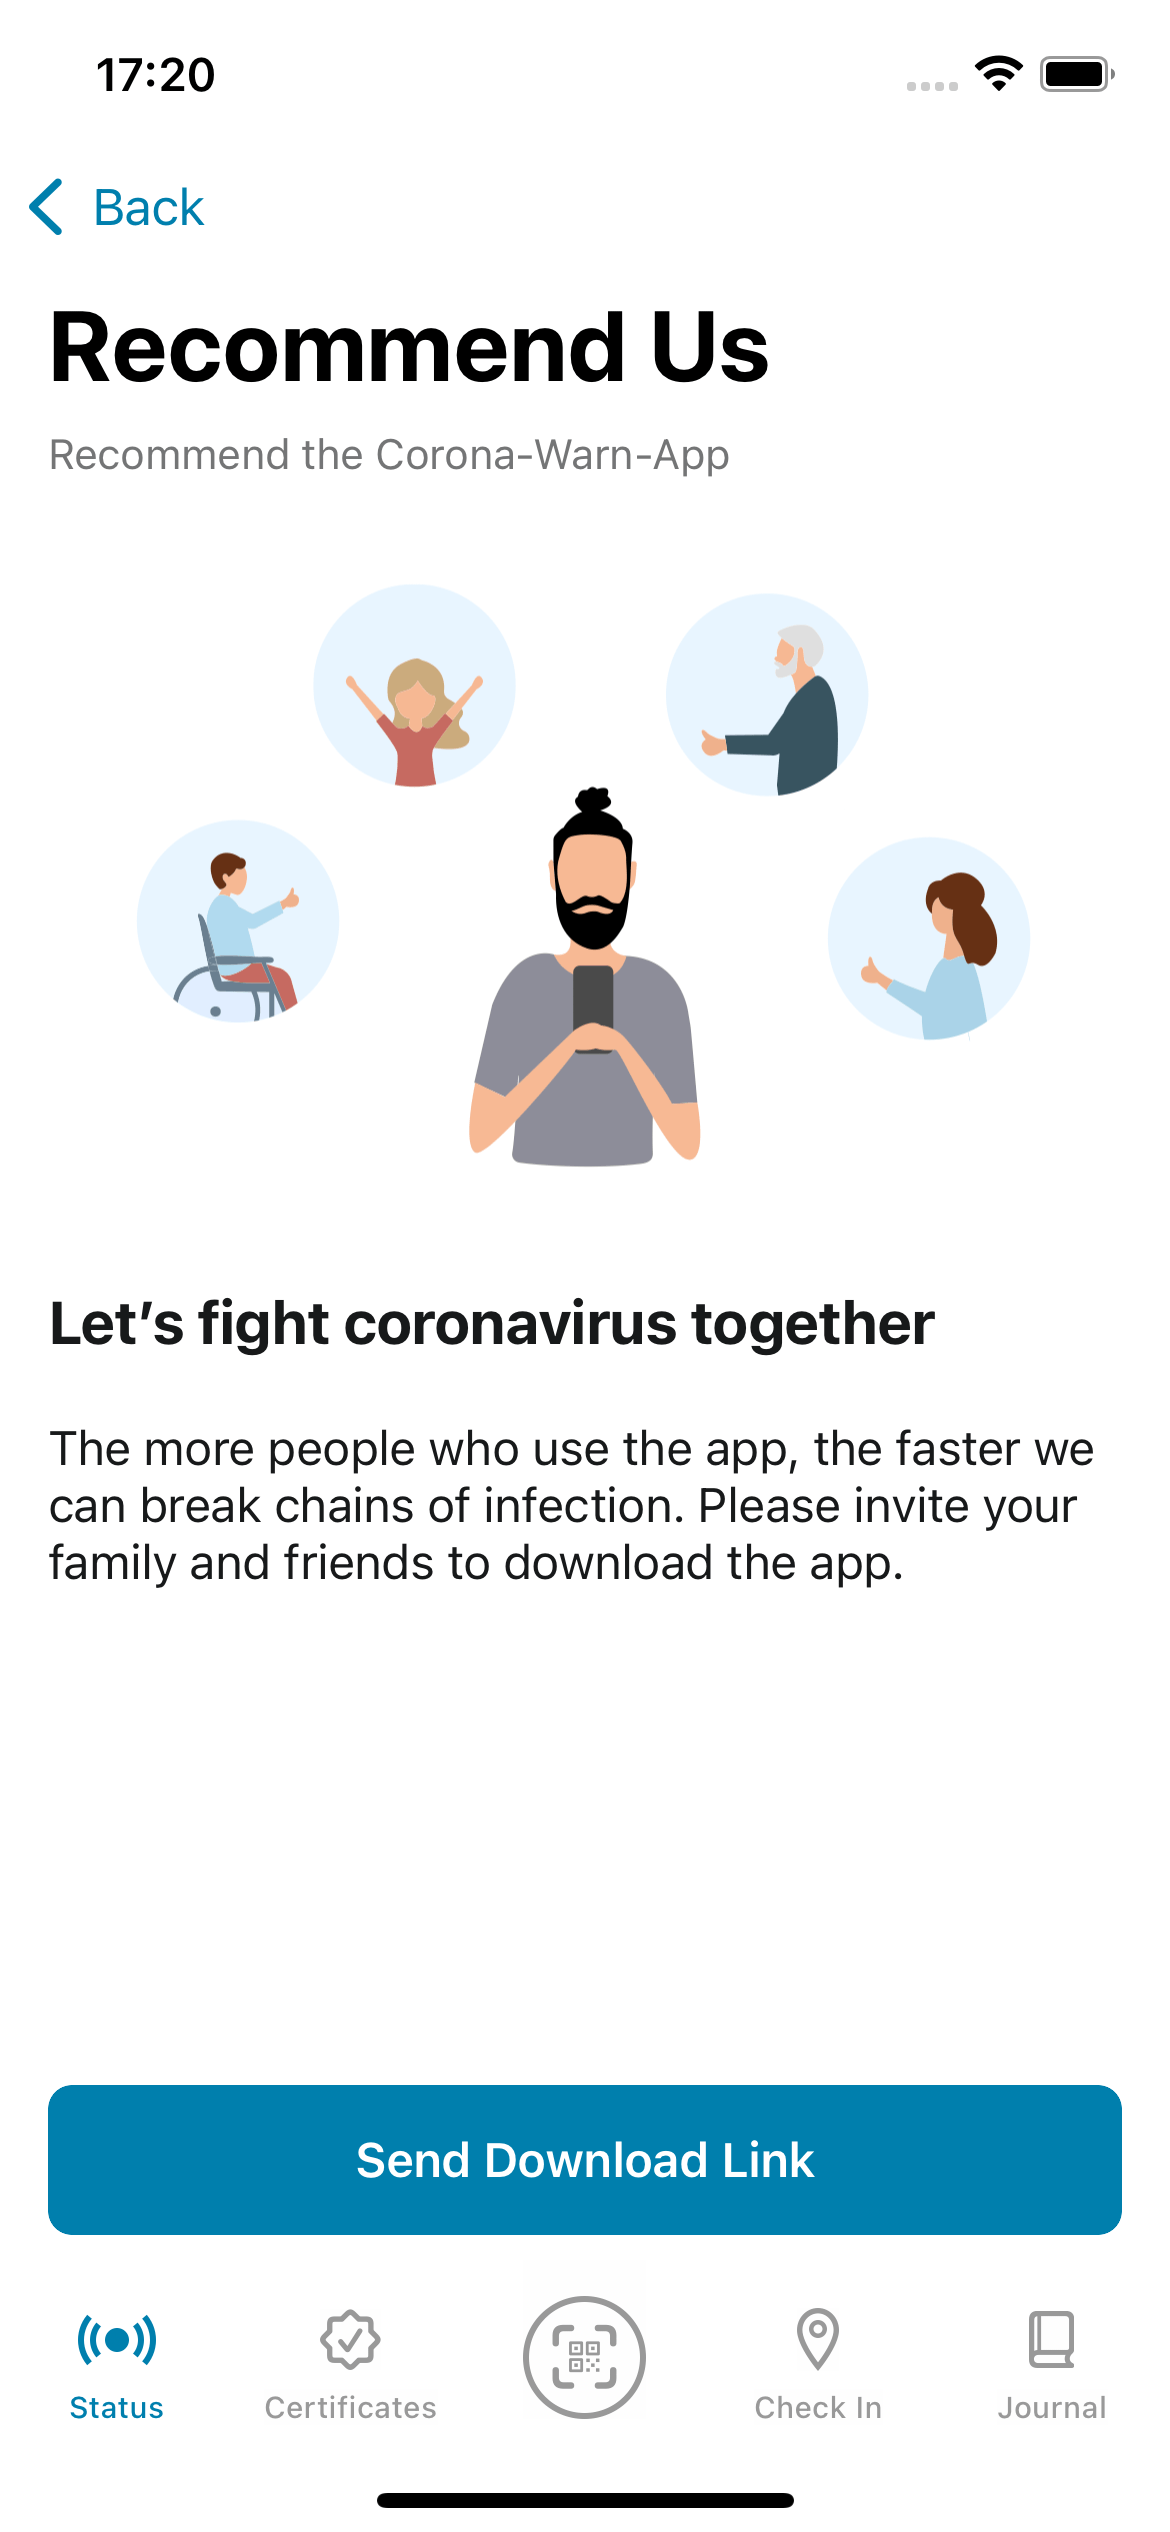 17:20
Back
Recommend Us
Recommend the Corona-Warn-App
Let’s fight coronavirus together
The more people who use the app, the faster we
can break chains of infection. Please invite your
family and friends to download the app.
Send Download Link
Status
Certificates
Check In
Journal